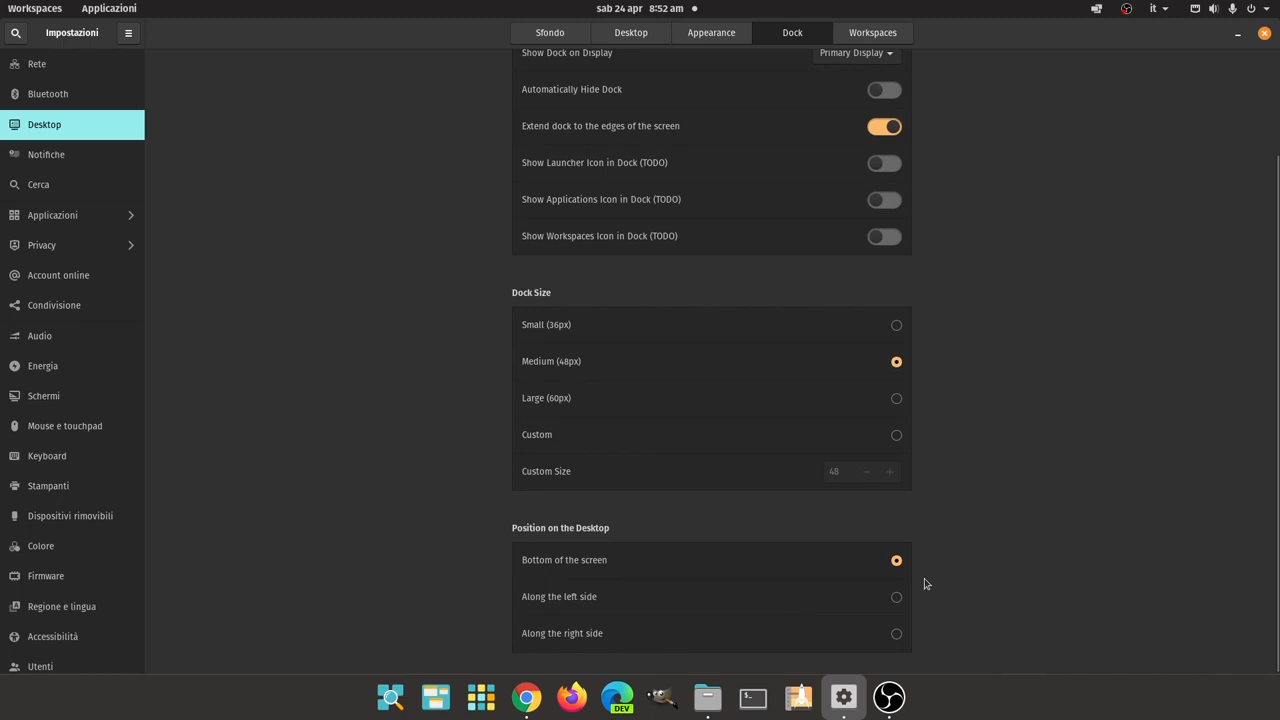 Workspaces Applicazioni sab 24 apr 8:52 am it
Impostazioni Sfondo Desktop Appearance Dock Workspaces
Rete
Bluetooth
Desktop
Notifiche
Cerca
Applicazioni
Privacy
Account online
Condivisione
Audio
Energia
Schermi
Mouse e touchpad
Keyboard
Stampanti
Dispositivi rimovibili
Colore
Firmware
Regione e lingua
Accessibilità
Utenti
Show Dock on Display Primary Display
Automatically Hide Dock
Extend dock to the edges of the screen
Show Launcher Icon in Dock (TODO)
Show Applications Icon in Dock (TODO)
Show Workspaces Icon in Dock (TODO)
Dock Size
Small (36px)
Medium (48px)
Large (60px)
Custom
Custom Size 48 − +
Position on the Desktop
Bottom of the screen
Along the left side
Along the right side
DEV
$_